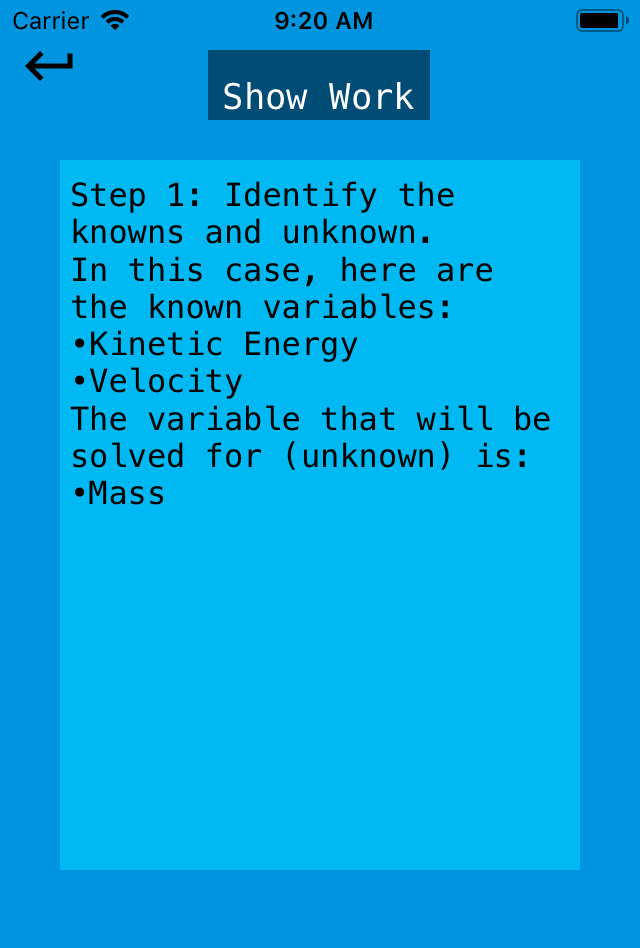 Carrier 9:20 AM
Show Work
Step 1: Identify the
knowns and unknown.
In this case, here are
the known variables:
•Kinetic Energy
•Velocity
The variable that will be
solved for (unknown) is:
•Mass